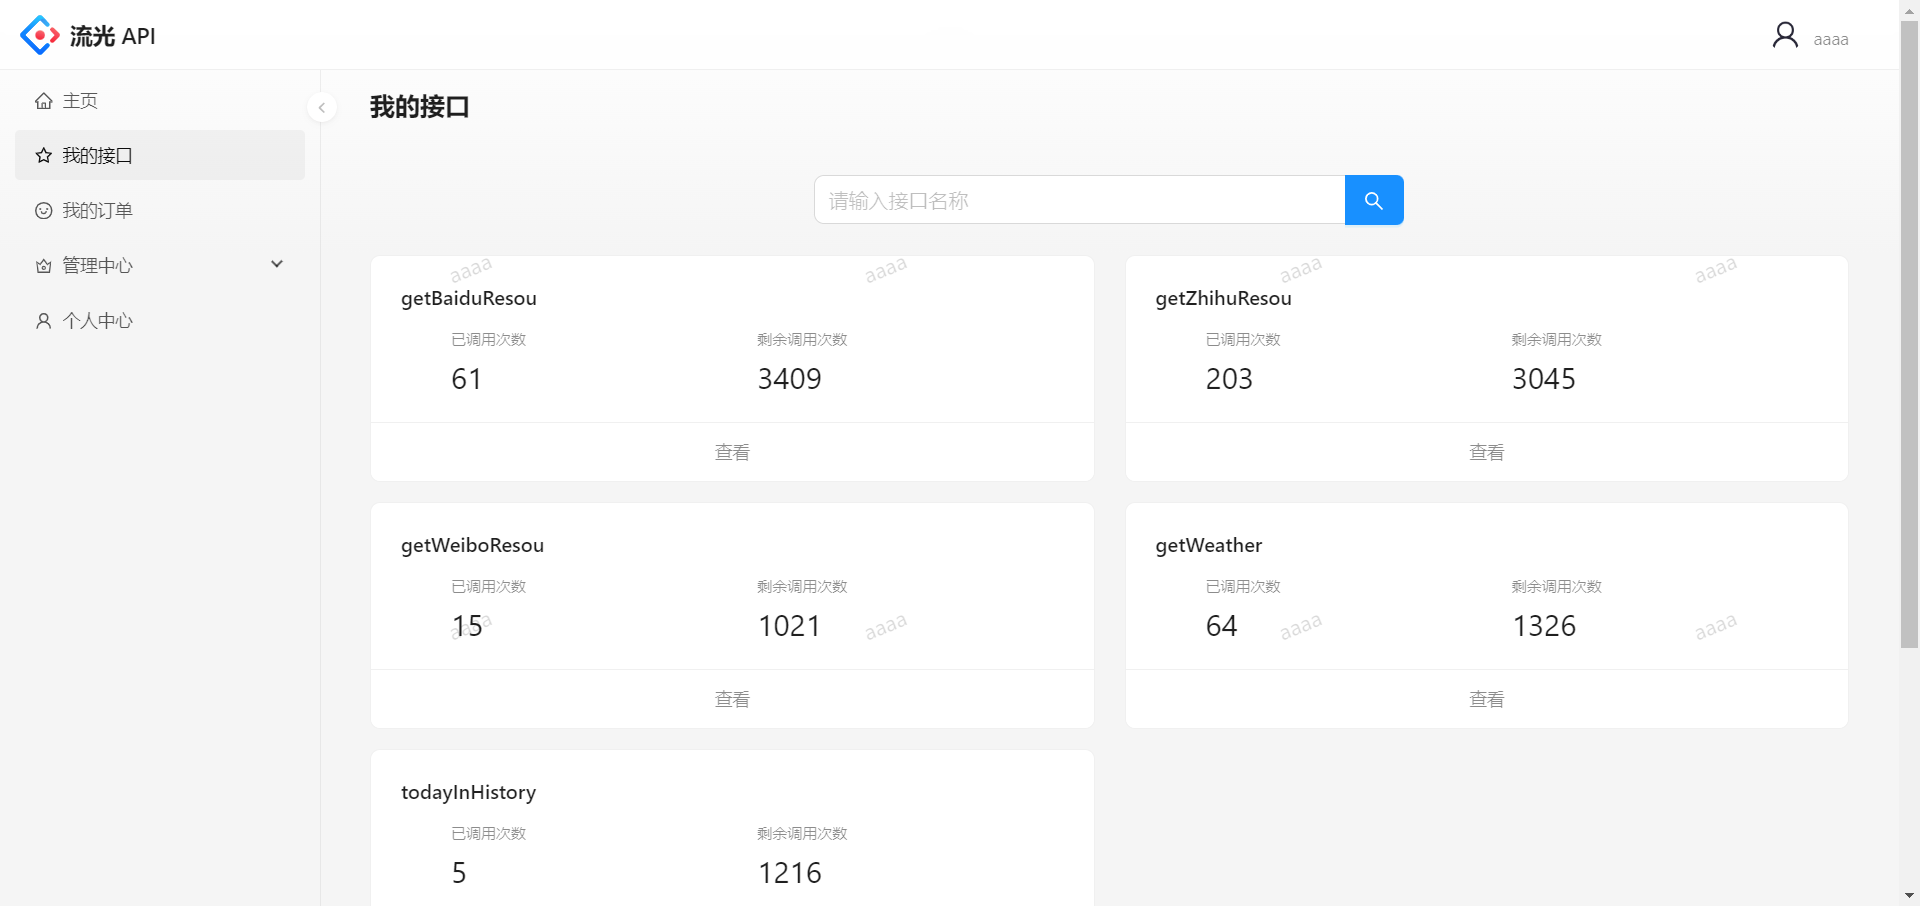 流光 API
aaaa
主页
我的接口
我的订单
管理中心
个人中心
我的接口
请输入接口名称
aaaa
aaaa
aaaa
aaaa
getBaiduResou
已调用次数
剩余调用次数
61
3409
查看
getZhihuResou
已调用次数
剩余调用次数
203
3045
查看
getWeiboResou
已调用次数
剩余调用次数
15
1021
aaaa
aaaa
查看
getWeather
已调用次数
剩余调用次数
64
1326
aaaa
aaaa
查看
todayInHistory
已调用次数
剩余调用次数
5
1216